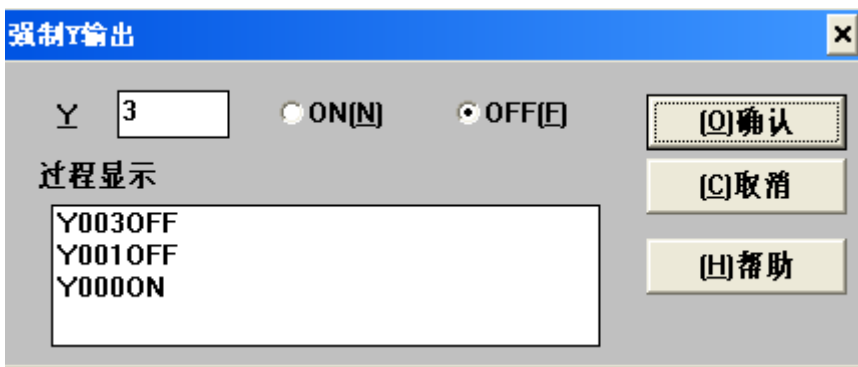 强制Y输出
Y 3 ON(N) OFF(F) (O)确认
过程显示 (C)取消
Y003OFF
Y001OFF (H)帮助
Y000ON